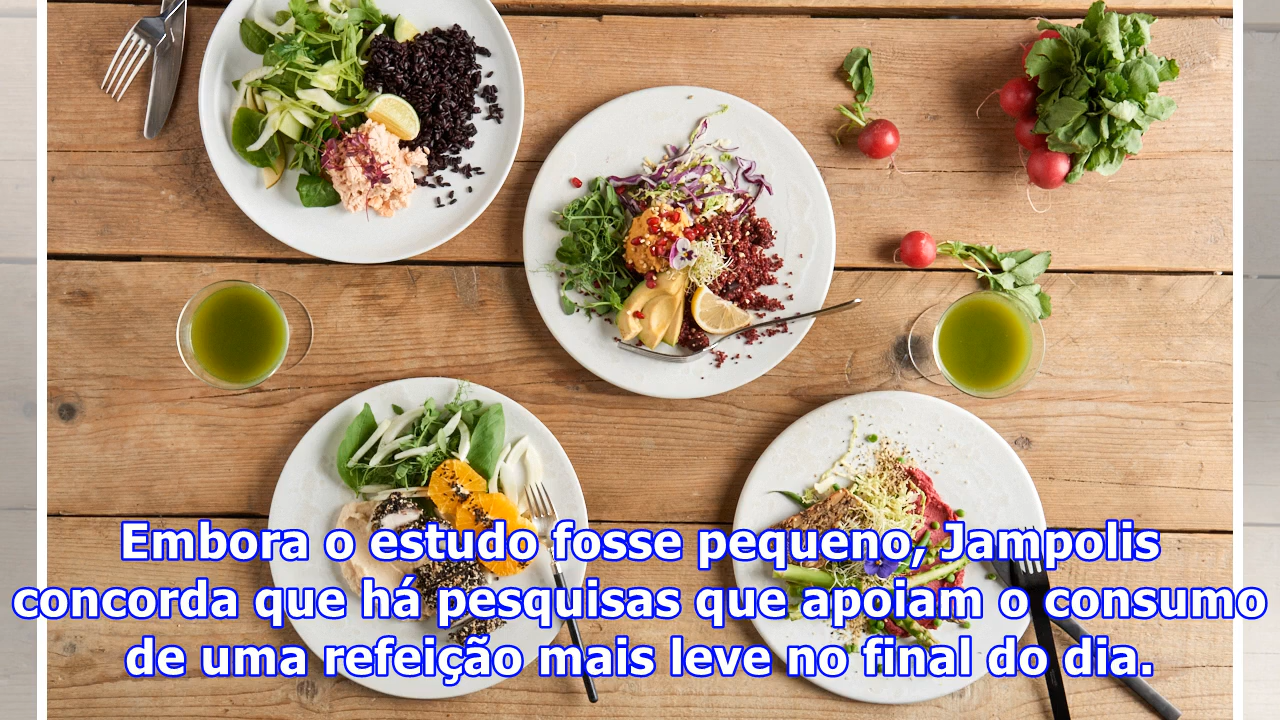 Embora o estudo fosse pequeno, Jampolis
concorda que há pesquisas que apoiam o consumo
de uma refeição mais leve no final do dia.